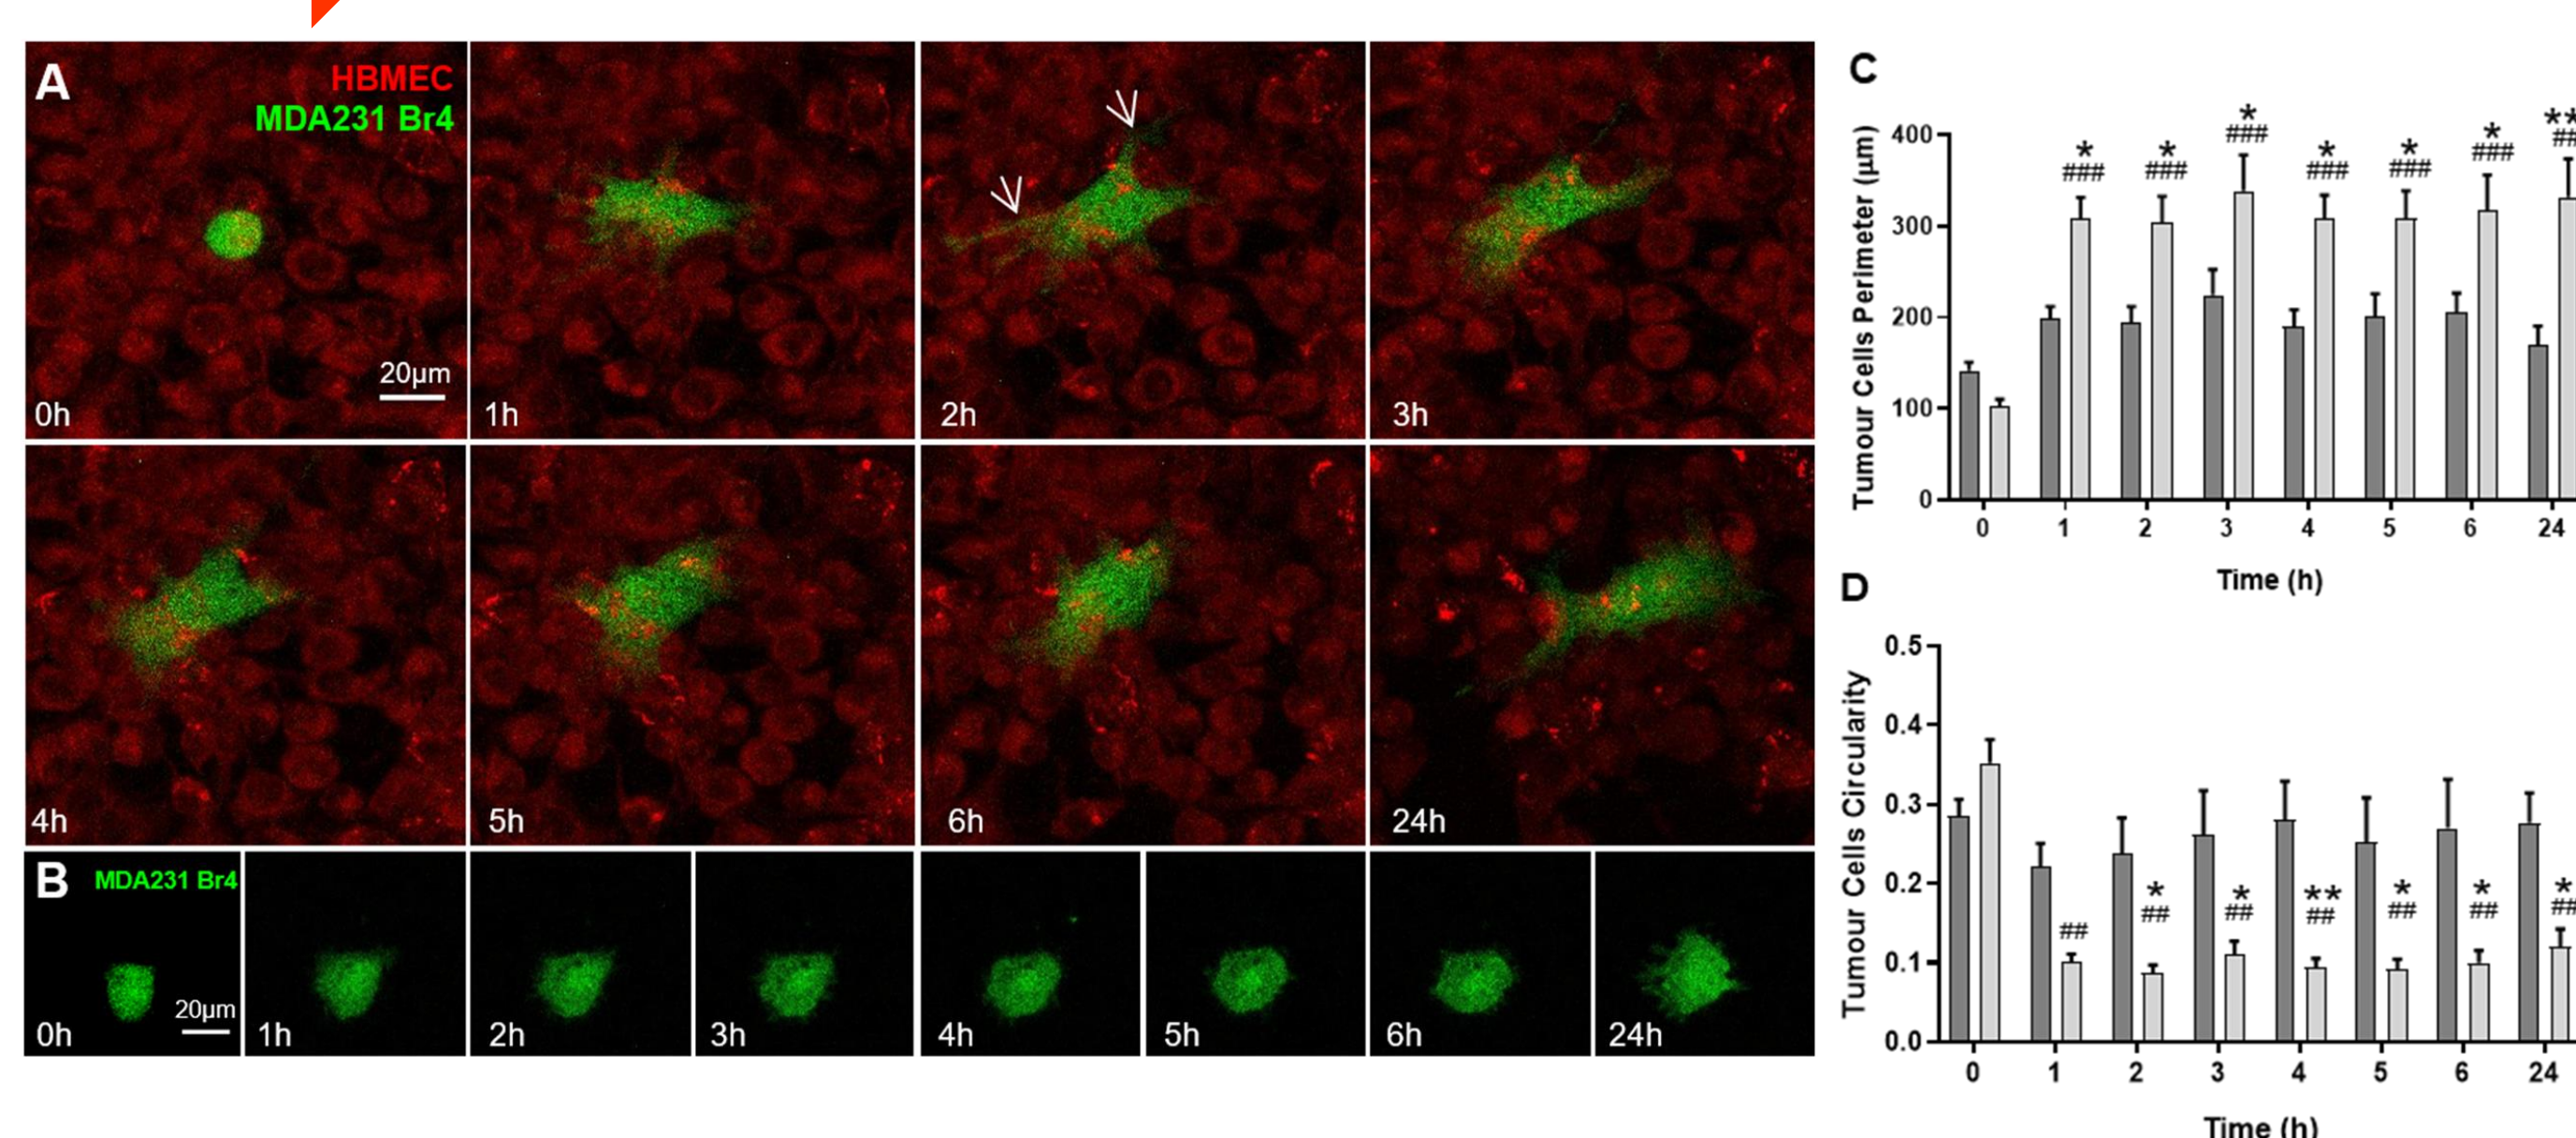 A
HBMEC
MDA231 Br4
20µm
0h
1h
2h
3h
4h
5h
6h
24h
B
MDA231 Br4
20µm
0h
1h
2h
3h
4h
5h
6h
24h
C
Tumour Cells Perimeter (µm)
400
300
200
100
0
* * * * * * **
### ### ### ### ### ### ##
0 1 2 3 4 5 6 24
Time (h)
D
Tumour Cells Circularity
0.5
0.4
0.3
0.2
0.1
0.0
* * ** * * *
## ## ## ## ## ## ##
0 1 2 3 4 5 6 24
Time (h)